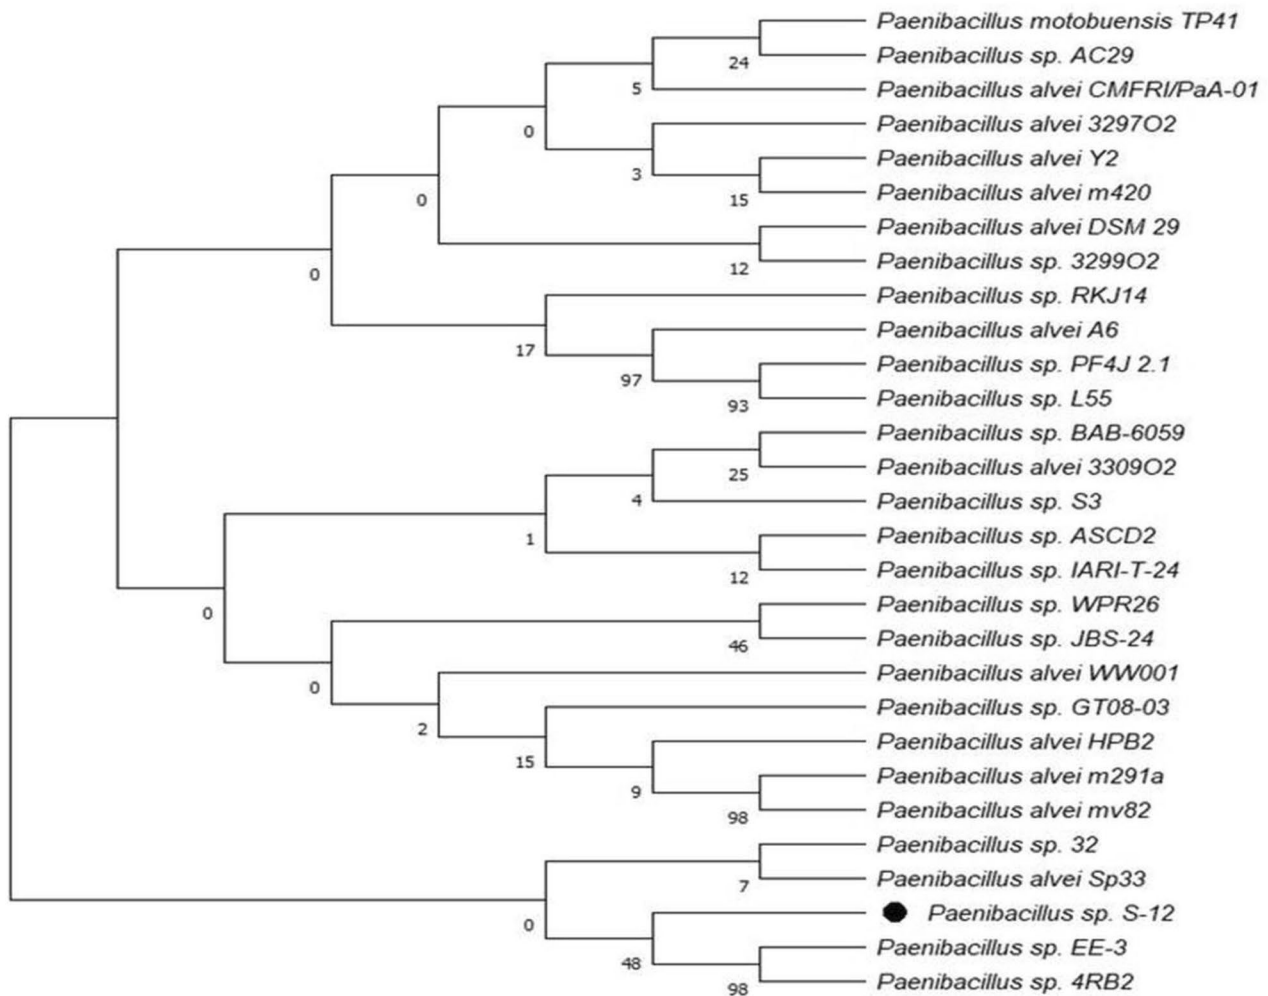 Paenibacillus motobuensis TP41
24
Paenibacillus sp. AC29
5
Paenibacillus alvei CMFRI/PaA-01
0
Paenibacillus alvei 3297O2
3
Paenibacillus alvei Y2
15
Paenibacillus alvei m420
0
Paenibacillus alvei DSM 29
12
Paenibacillus sp. 3299O2
0
Paenibacillus sp. RKJ14
17
Paenibacillus alvei A6
97
Paenibacillus sp. PF4J 2.1
93
Paenibacillus sp. L55
Paenibacillus sp. BAB-6059
25
Paenibacillus alvei 3309O2
4
Paenibacillus sp. S3
1
Paenibacillus sp. ASCD2
12
Paenibacillus sp. IARI-T-24
0
Paenibacillus sp. WPR26
46
Paenibacillus sp. JBS-24
0
Paenibacillus alvei WW001
2
Paenibacillus sp. GT08-03
15
Paenibacillus alvei HPB2
9
Paenibacillus alvei m291a
98
Paenibacillus alvei mv82
Paenibacillus sp. 32
7
Paenibacillus alvei Sp33
0
Paenibacillus sp. S-12
48
Paenibacillus sp. EE-3
98
Paenibacillus sp. 4RB2